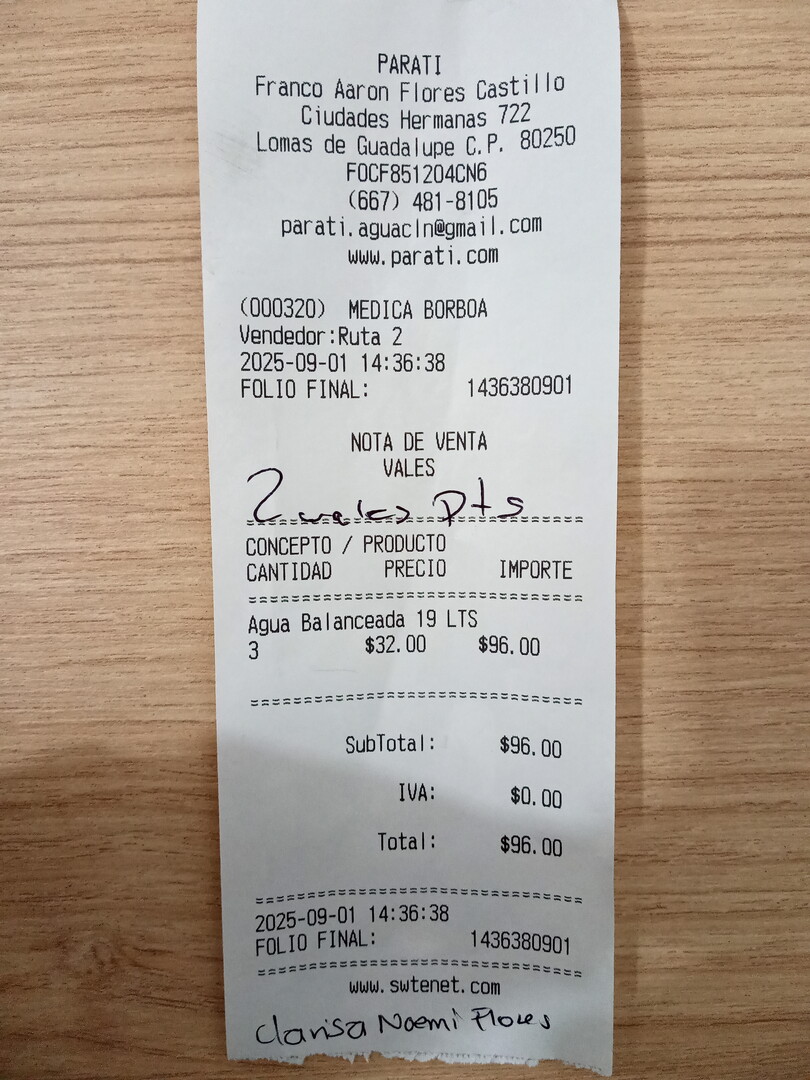 PARATI
Franco Aaron Flores Castillo
Ciudades Hermanas 722
Lomas de Guadalupe C.P. 80250
FOCF851204CN6
(667) 481-8105
parati.aguacln@gmail.com
www.parati.com
(000320) MEDICA BORBOA
Vendedor:Ruta 2
2025-09-01 14:36:38
FOLIO FINAL: 1436380901
NOTA DE VENTA
VALES
2 vales Pts
CONCEPTO / PRODUCTO
CANTIDAD PRECIO IMPORTE
Agua Balanceada 19 LTS
3 $32.00 $96.00
SubTotal: $96.00
IVA: $0.00
Total: $96.00
2025-09-01 14:36:38
FOLIO FINAL: 1436380901
www.swtenet.com
Clarisa Noemi Flores